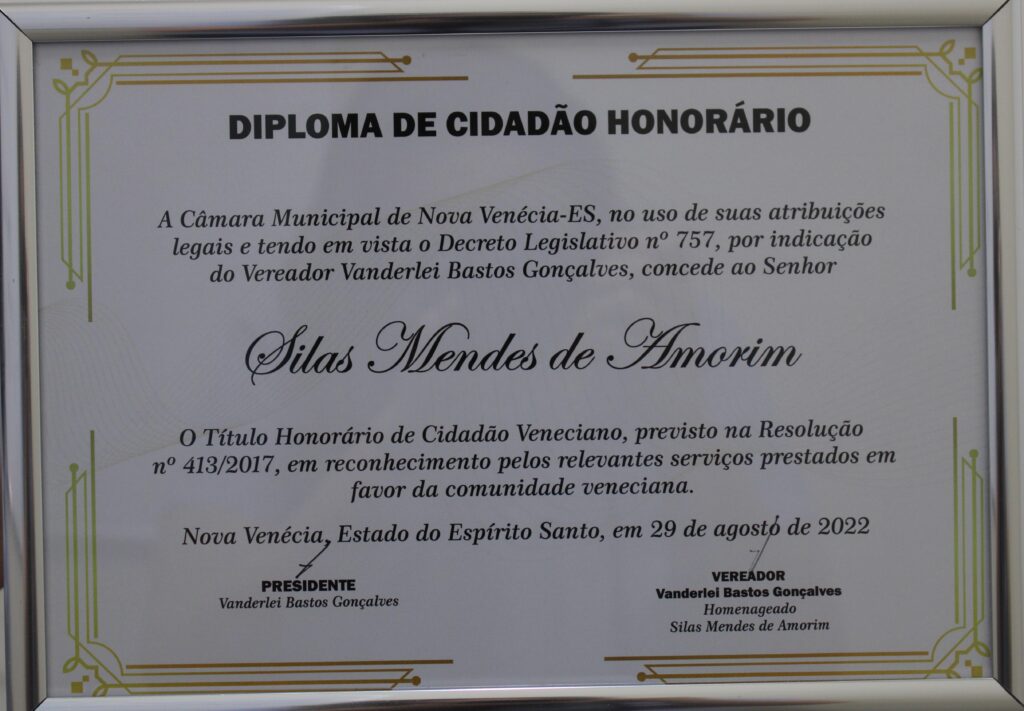 DIPLOMA DE CIDADÃO HONORÁRIO
A Câmara Municipal de Nova Venécia-ES, no uso de suas atribuições
legais e tendo em vista o Decreto Legislativo nº 757, por indicação
do Vereador Vanderlei Bastos Gonçalves, concede ao Senhor
Silas Mendes de Amorim
O Título Honorário de Cidadão Veneciano, previsto na Resolução
nº 413/2017, em reconhecimento pelos relevantes serviços prestados em
favor da comunidade veneciana.
Nova Venécia, Estado do Espírito Santo, em 29 de agosto de 2022
PRESIDENTE
Vanderlei Bastos Gonçalves
VEREADOR
Vanderlei Bastos Gonçalves
Homenageado
Silas Mendes de Amorim